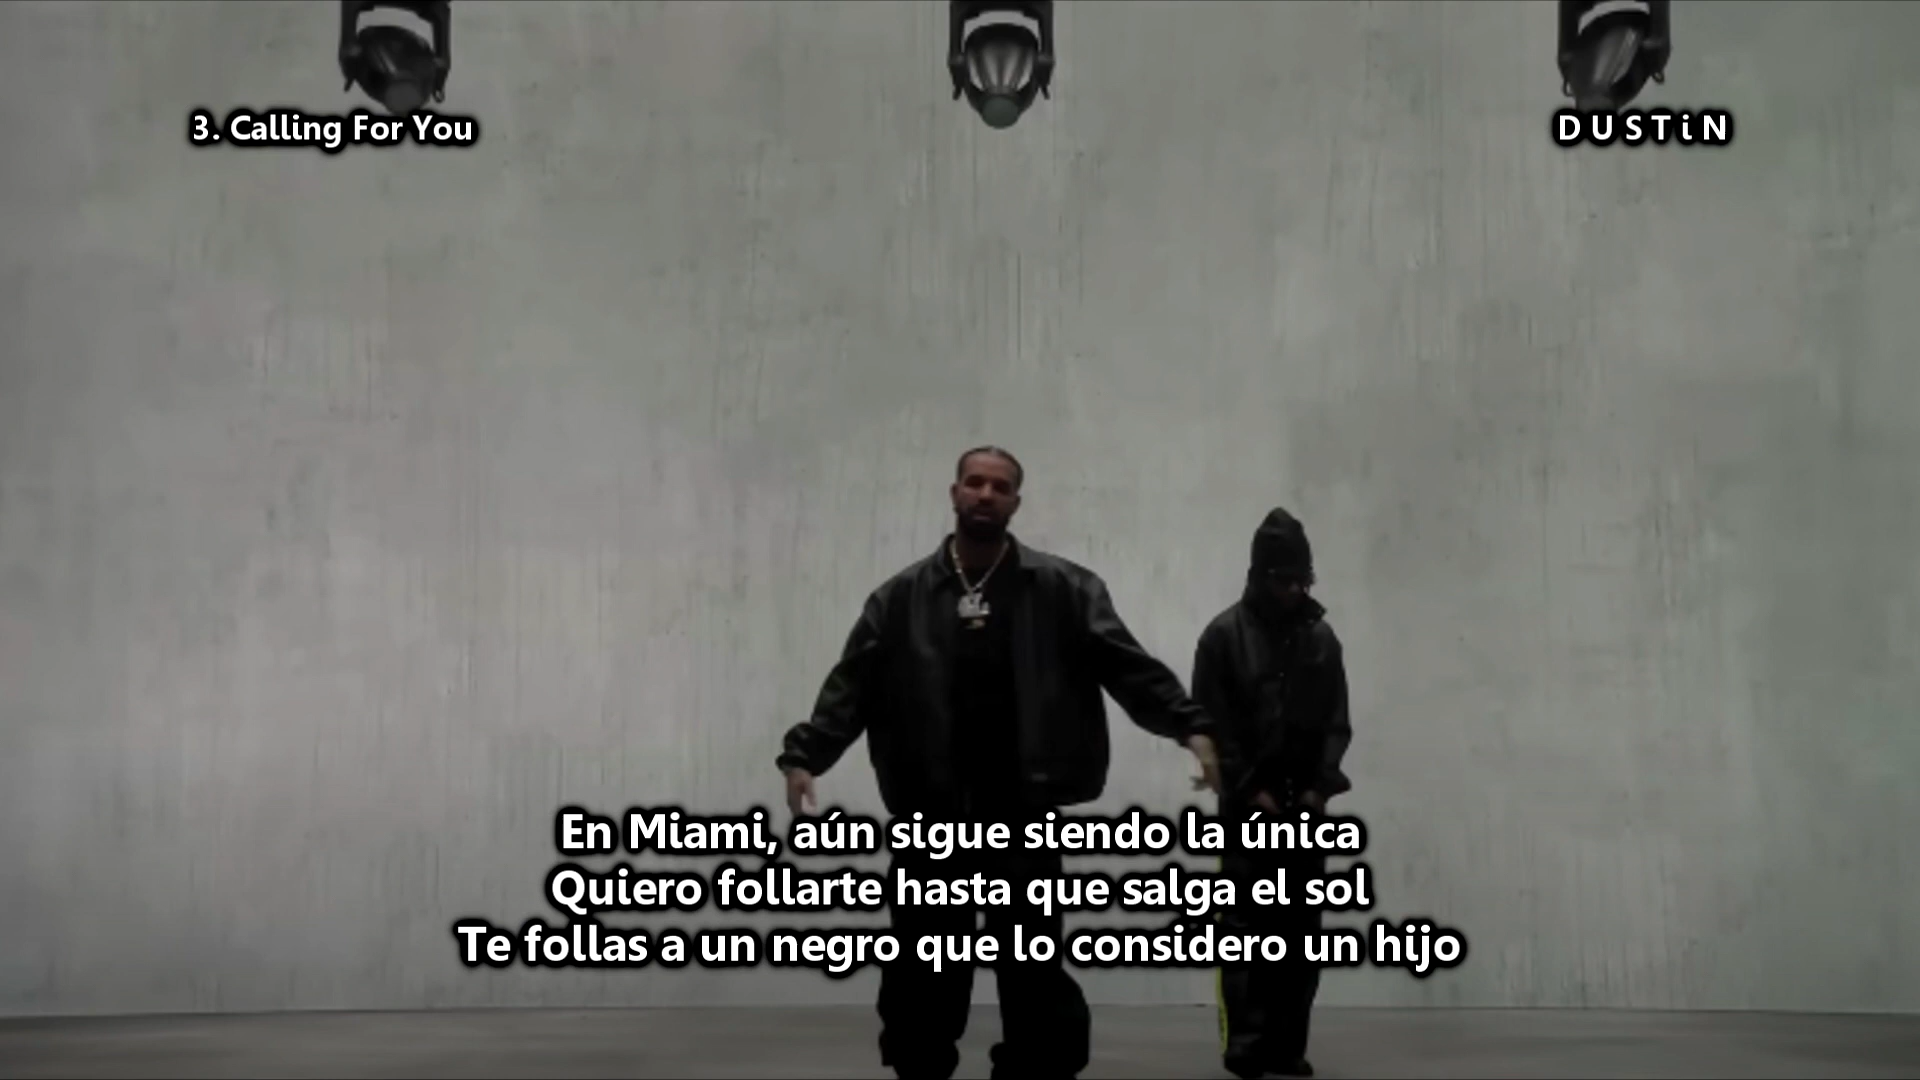 3. Calling For You
D U S T i N
En Miami, aún sigue siendo la única
Quiero follarte hasta que salga el sol
Te follas a un negro que lo considero un hijo